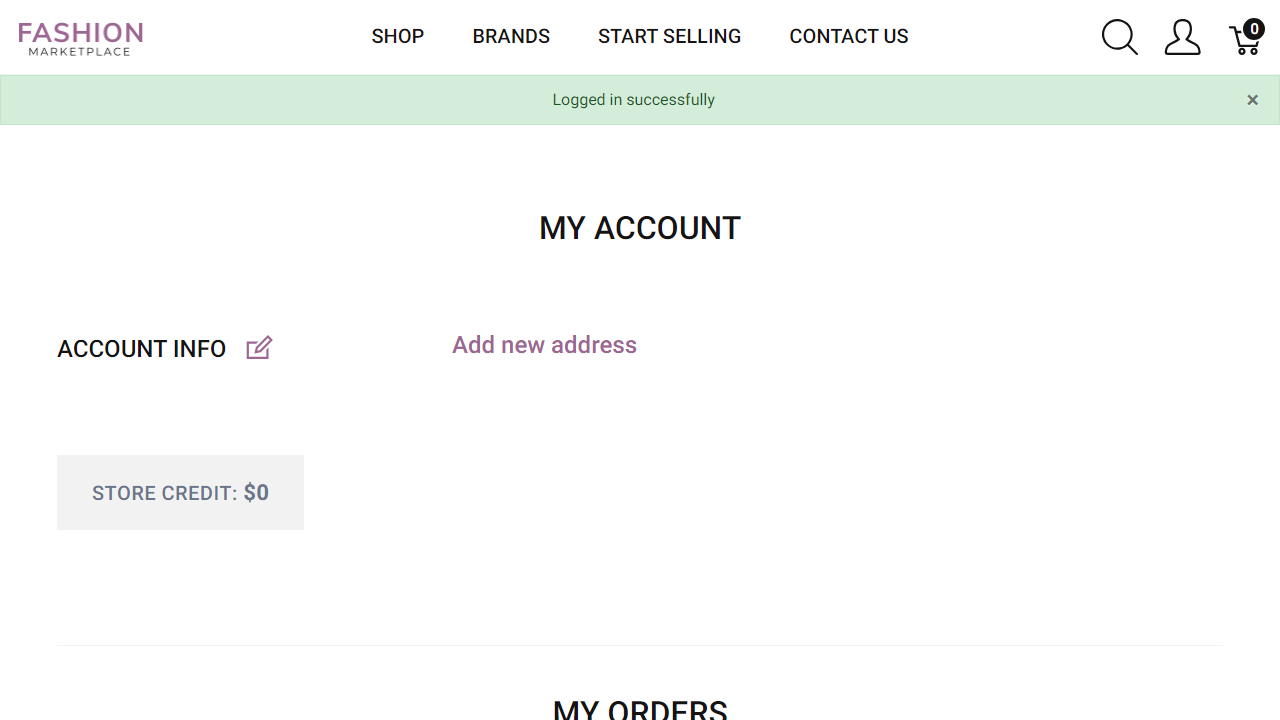 FASHION
MARKETPLACE
SHOP BRANDS START SELLING CONTACT US
0
Logged in successfully ×
MY ACCOUNT
ACCOUNT INFO
Add new address
STORE CREDIT: $0
MY ORDERS